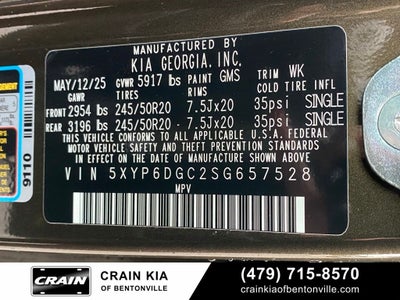 MANUFACTURED BY
KIA GEORGIA, INC.
MAY/12/25 GVWR 5917 lbs PAINT GMS TRIM WK
GAWR TIRES RIMS COLD TIRE INFL
FRONT 2954 lbs 245/50R20 7.5Jx20 35psi SINGLE
REAR 3196 lbs 245/50R20 7.5Jx20 35psi SINGLE
THIS VEHICLE CONFORMS TO ALL APPLICABLE U.S.A. FEDERAL
MOTOR VEHICLE SAFETY STANDARDS IN EFFECT ON
THE DATE OF MANUFACTURE SHOWN ABOVE.
VIN 5XYP6DGC2SG657528
MPV
9110
CRAIN
CRAIN KIA
OF BENTONVILLE
(479) 715-8570
crainkiaofbentonville.com